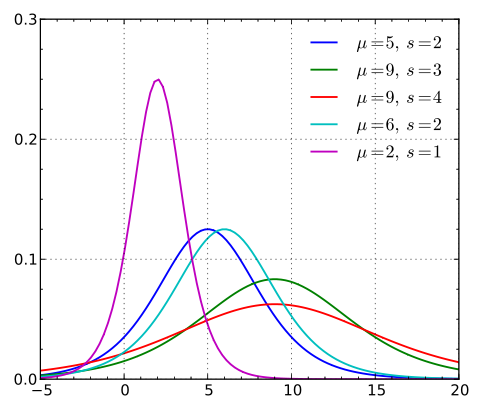 0.3
μ=5, s=2
μ=9, s=3
μ=9, s=4
μ=6, s=2
μ=2, s=1
0.2
0.1
0.0
−5 0 5 10 15 20